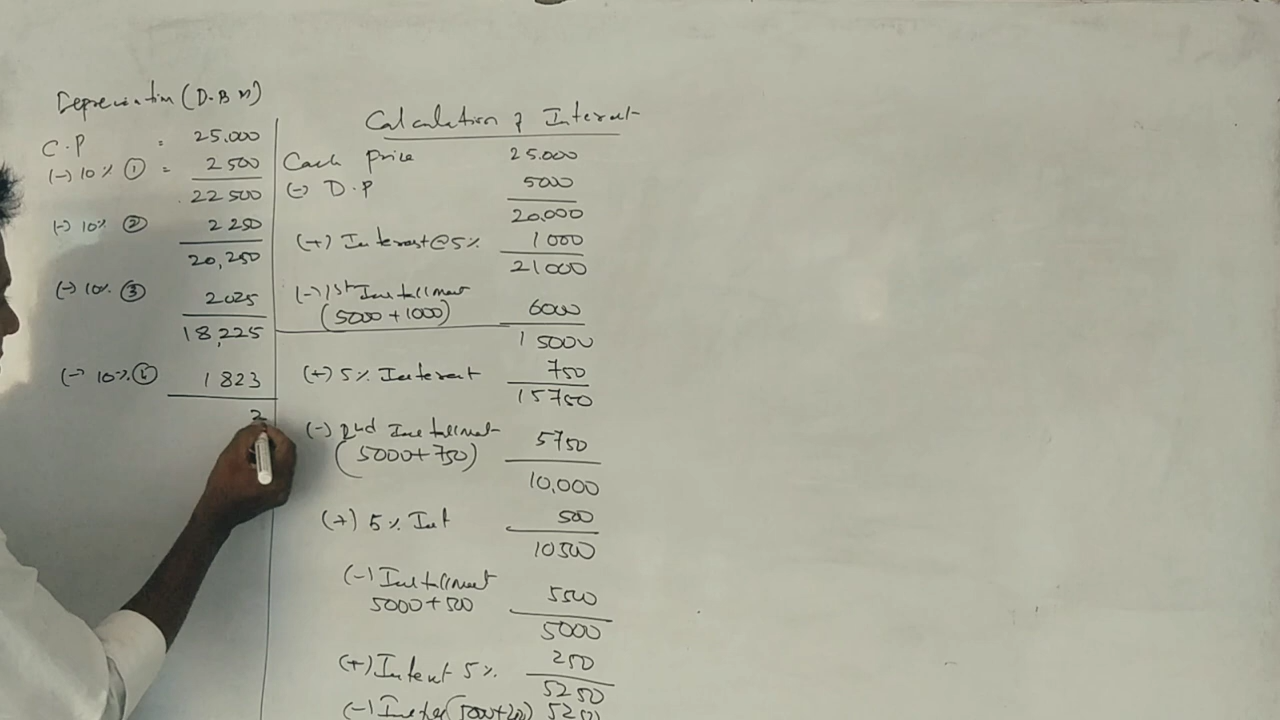 Depreciation (D.B M)
C.P = 25.000
(-) 10% ① = 2500
22500
(-) 10% ② 2250
20,250
(-) 10% ③ 2025
18,225
(-) 10% 1823
2
Calculation of Interest
Cash price 25.000
(-) D.P 5000
20.000
(+) Interest @ 5% 1000
21000
(-) 1st Installment
(5000 + 1000) 6000
15000
(+) 5% Interest 750
15750
(-) 2nd Installment
(5000 + 750) 5750
10,000
(+) 5% Int 500
10500
(-) Installment
5000 + 500 5500
5000
(+) Interest 5% 250
5250
(-) 5250